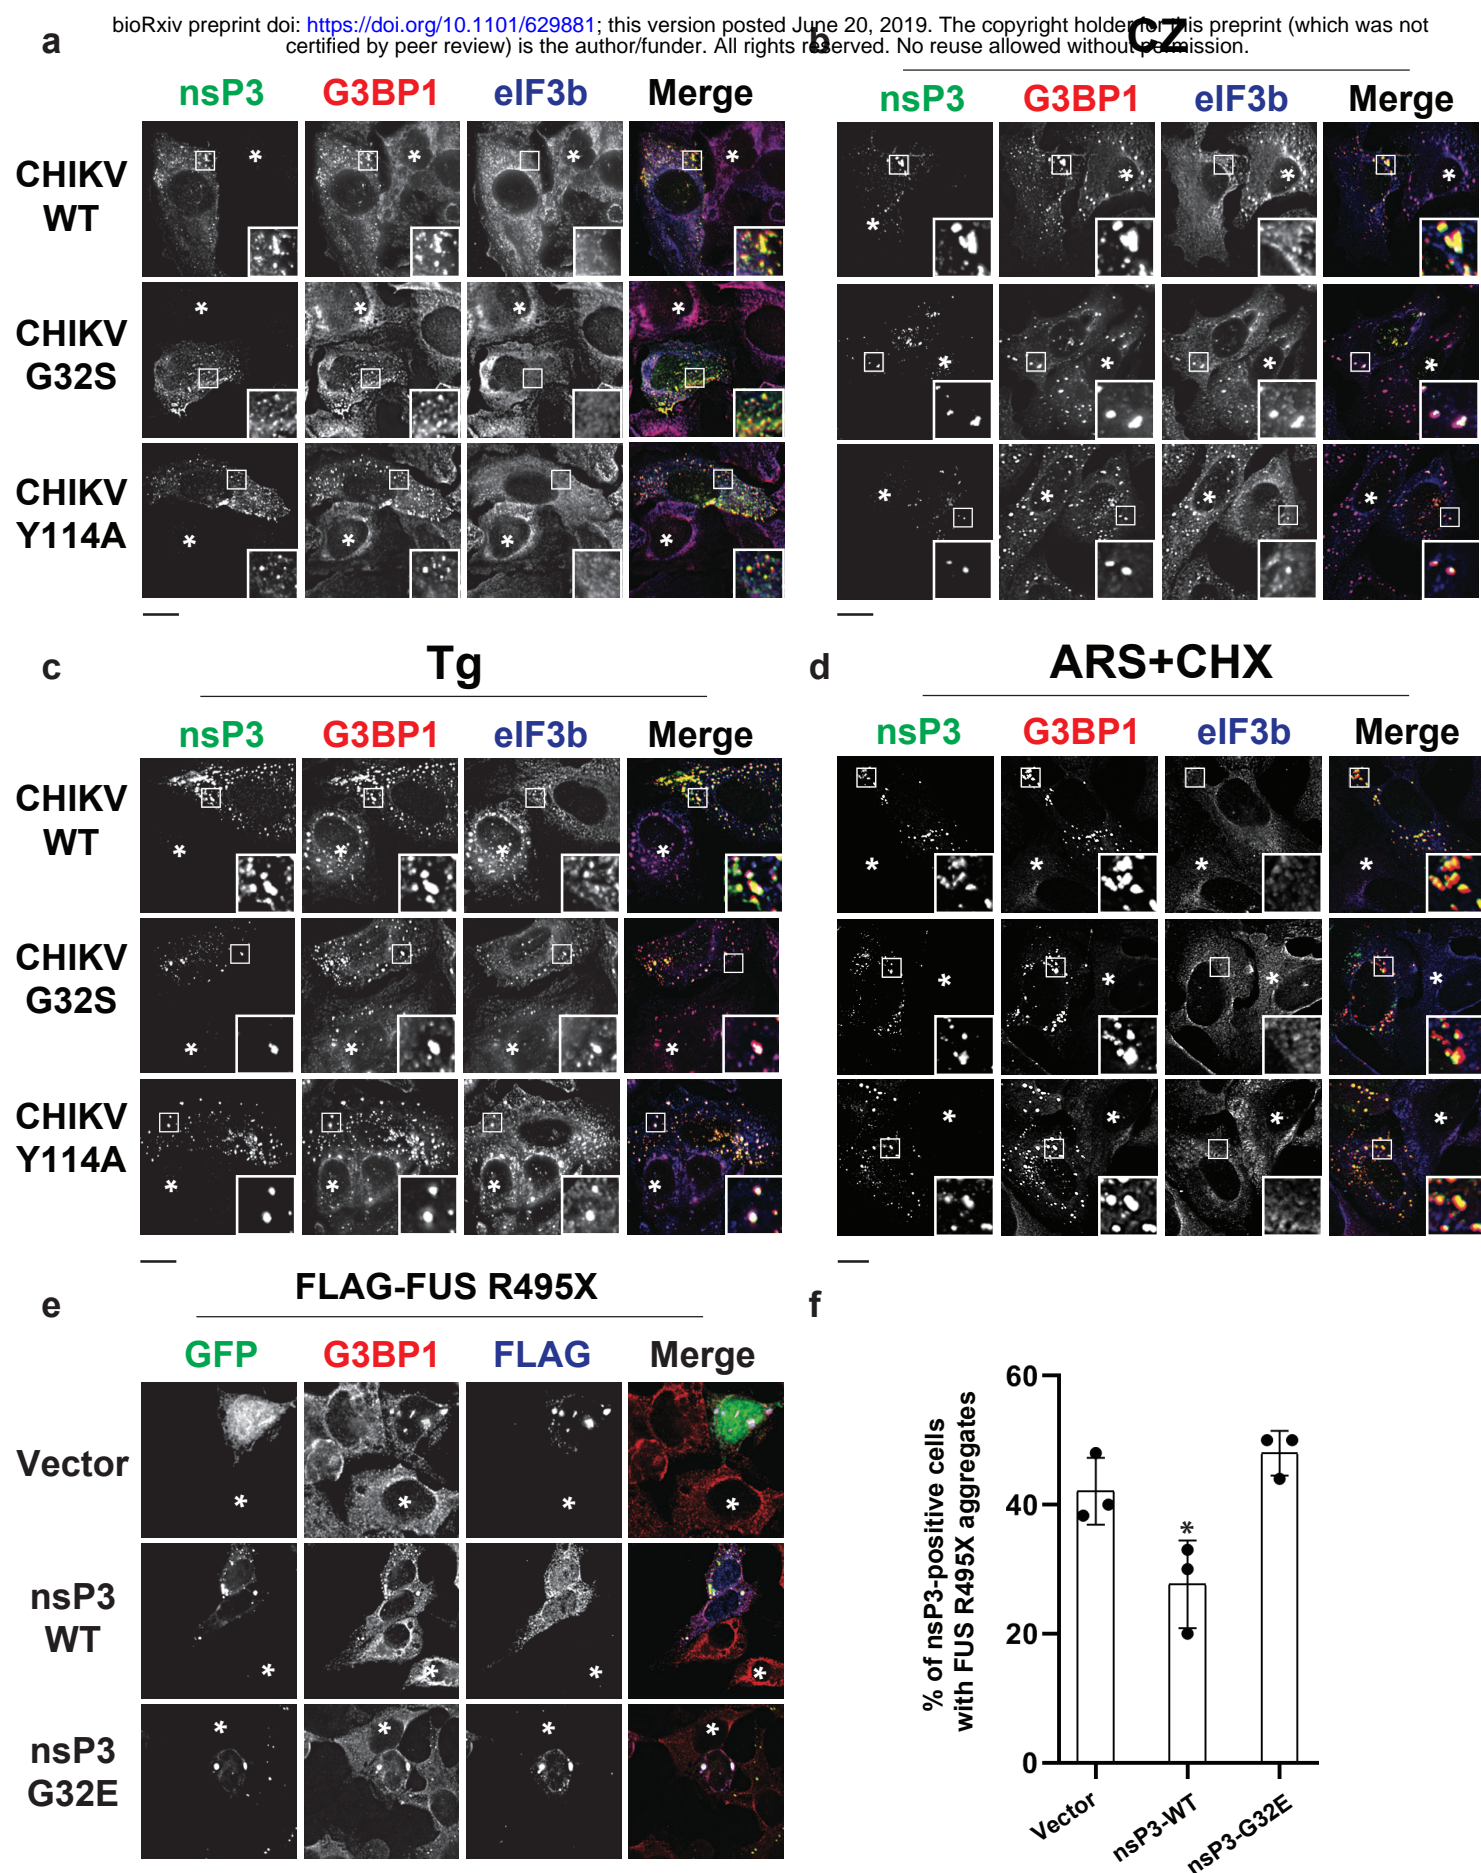 bioRxiv preprint doi: https://doi.org/10.1101/629881; this version posted June 20, 2019. The copyright holder for this preprint (which was not
certified by peer review) is the author/funder. All rights reserved. No reuse allowed without permission.
a
nsP3 G3BP1 eIF3b Merge
CHIKV
WT
*
*
*
*
CHIKV
G32S
*
*
*
*
CHIKV
Y114A
*
*
*
*
b
CZ
nsP3 G3BP1 eIF3b Merge
*
*
*
*
*
*
*
*
*
*
*
c
Tg
nsP3 G3BP1 eIF3b Merge
CHIKV
WT
*
*
*
*
CHIKV
G32S
*
*
*
*
CHIKV
Y114A
*
*
*
*
d
ARS+CHX
nsP3 G3BP1 eIF3b Merge
*
*
*
*
*
*
*
*
*
*
*
*
e
FLAG-FUS R495X
GFP G3BP1 FLAG Merge
Vector
*
*
*
*
nsP3
WT
*
*
*
*
nsP3
G32E
*
*
*
*
f
% of nsP3-positive cells
with FUS R495X aggregates
60
40
20
0
*
Vector
nsP3-WT
nsP3-G32E